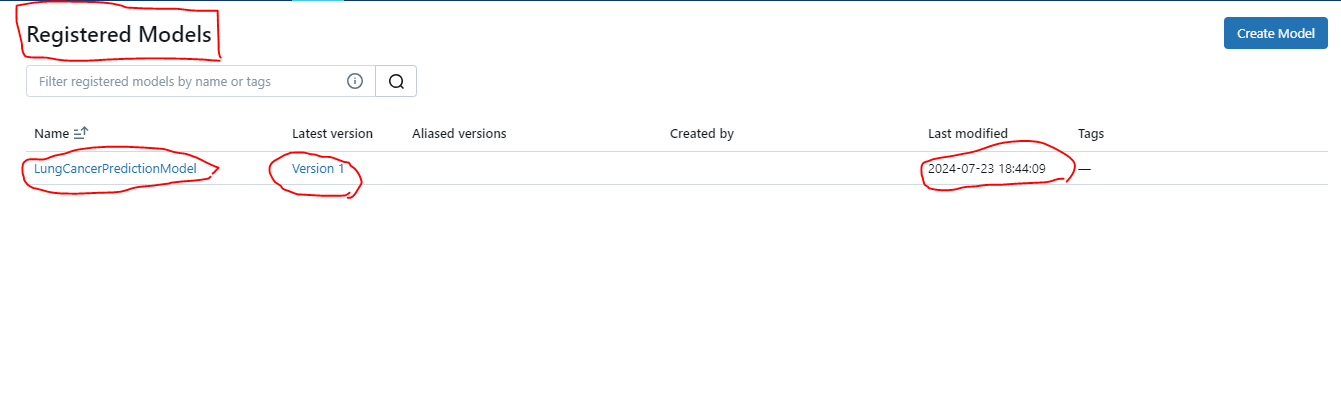 Registered Models
Create Model
Filter registered models by name or tags
Name Latest version Aliased versions Created by Last modified Tags
LungCancerPredictionModel Version 1 2024-07-23 18:44:09 —